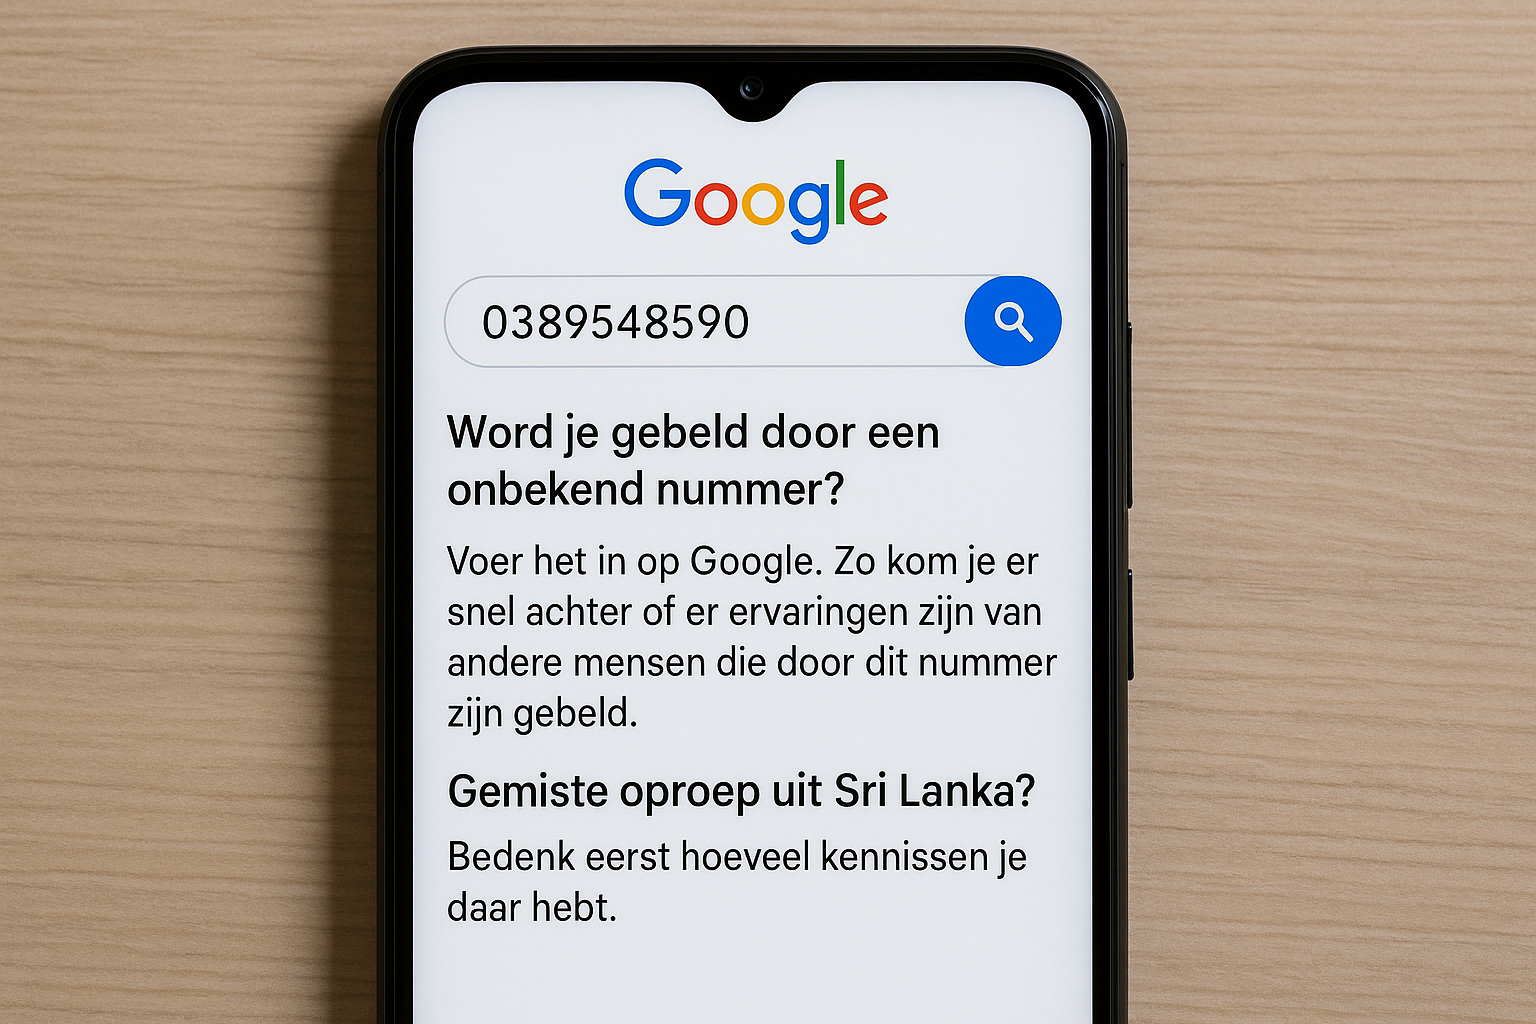 Google
0389548590
Word je gebeld door een
onbekend nummer?
Voer het in op Google. Zo kom je er
snel achter of er ervaringen zijn van
andere mensen die door dit nummer
zijn gebeld.
Gemiste oproep uit Sri Lanka?
Bedenk eerst hoeveel kennissen je
daar hebt.